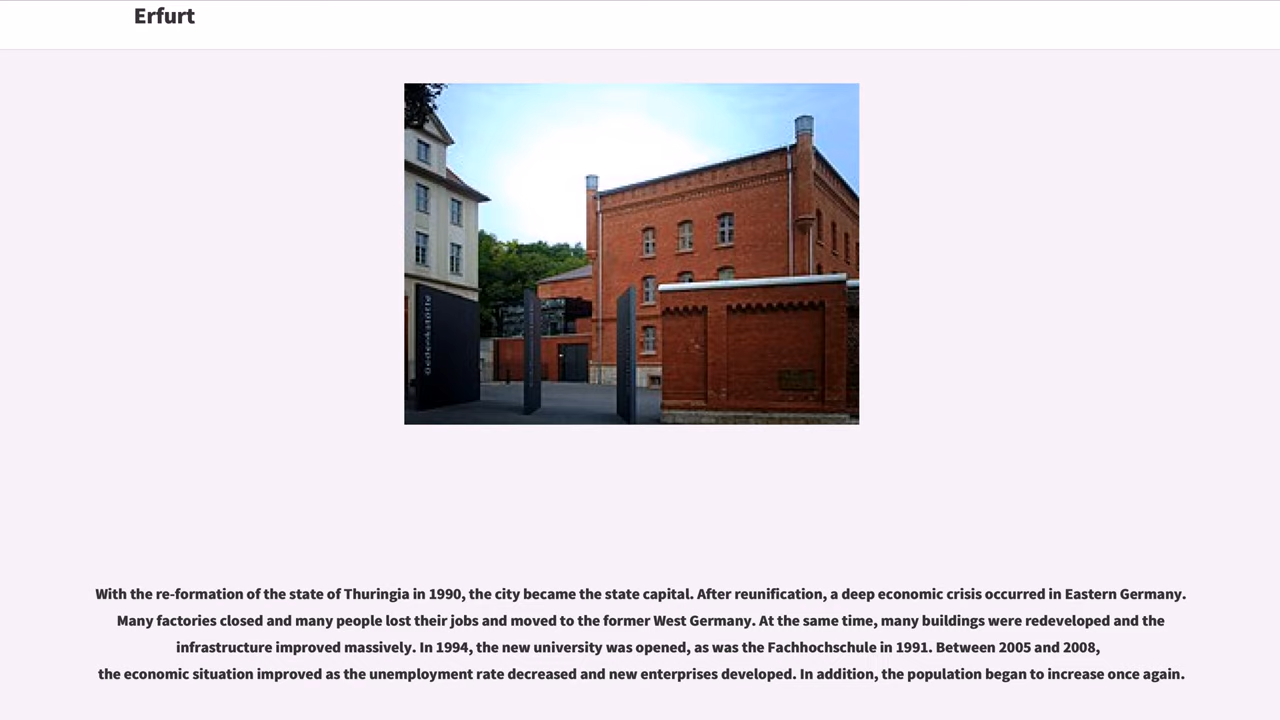 Erfurt
Gedenkstätte
With the re-formation of the state of Thuringia in 1990, the city became the state capital. After reunification, a deep economic crisis occurred in Eastern Germany.
Many factories closed and many people lost their jobs and moved to the former West Germany. At the same time, many buildings were redeveloped and the
infrastructure improved massively. In 1994, the new university was opened, as was the Fachhochschule in 1991. Between 2005 and 2008,
the economic situation improved as the unemployment rate decreased and new enterprises developed. In addition, the population began to increase once again.